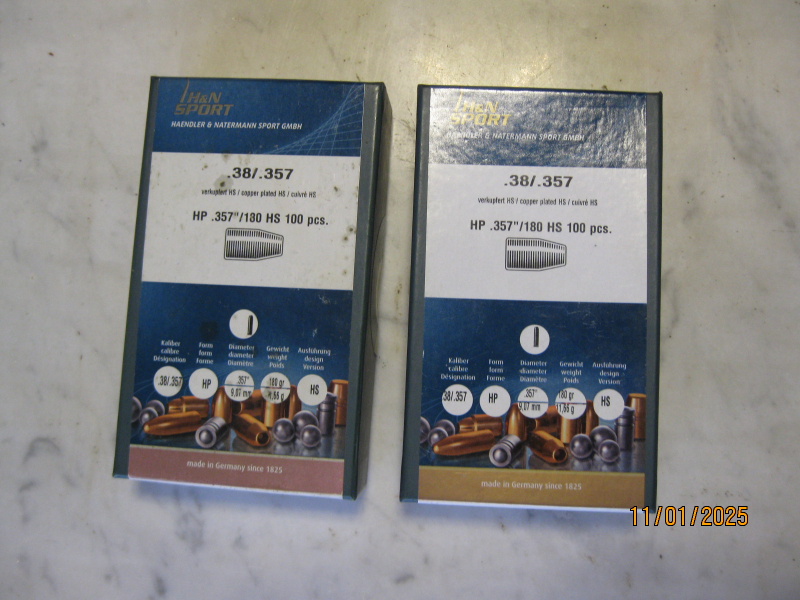 H&N
SPORT
HAENDLER & NATERMANN SPORT GMBH
.38/.357
verkupfert HS / copper plated HS / cuivré HS
HP .357"/180 HS 100 pcs.
Kaliber
calibre
Désignation
Form
form
Forme
Diameter
diameter
Diamètre
Gewicht
weight
Poids
Ausführung
design
Version
.38/.357
HP
.357"
9,07 mm
180 gr
11,66 g
HS
made in Germany since 1825
H&N
SPORT
HAENDLER & NATERMANN SPORT GMBH
.38/.357
verkupfert HS / copper plated HS / cuivré HS
HP .357"/180 HS 100 pcs.
Kaliber
calibre
Désignation
Form
form
Forme
Diameter
diameter
Diamètre
Gewicht
weight
Poids
Ausführung
design
Version
.38/.357
HP
.357"
9,07 mm
180 gr
11,66 g
HS
made in Germany since 1825
11/01/2025